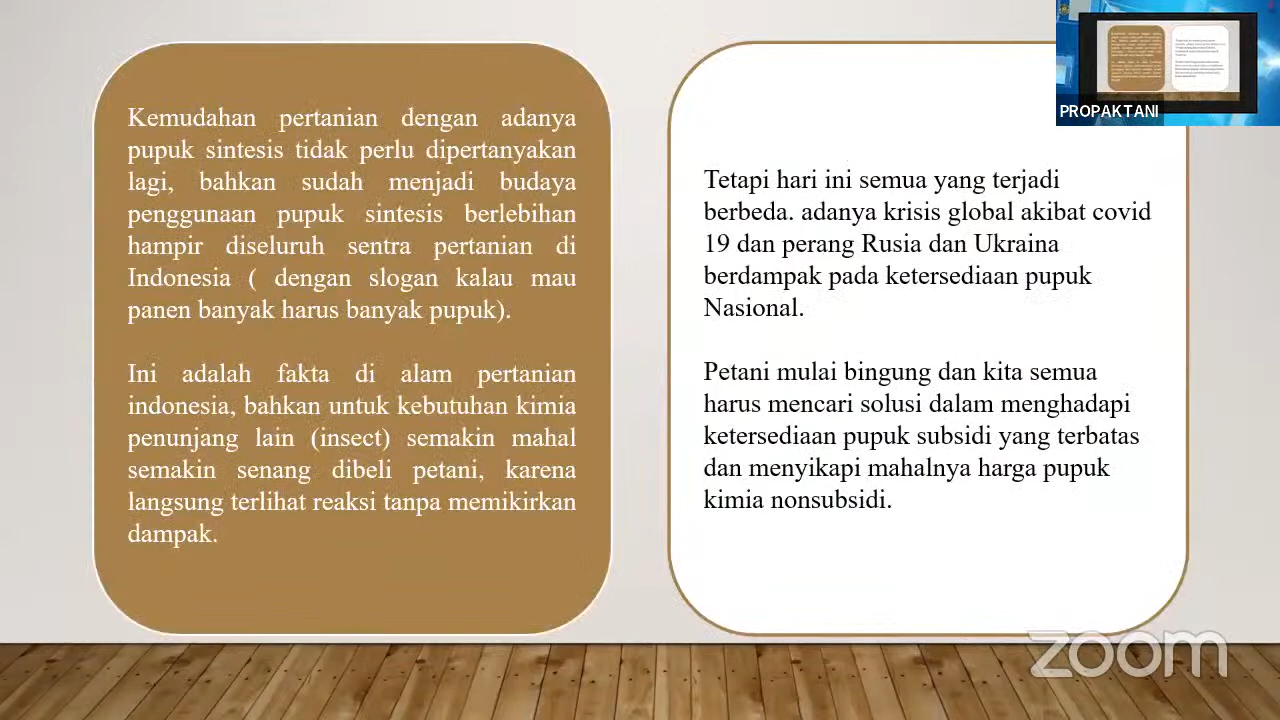 Kemudahan pertanian dengan adanya
pupuk sintesis tidak perlu dipertanyakan
lagi, bahkan sudah menjadi budaya
penggunaan pupuk sintesis berlebihan
hampir diseluruh sentra pertanian di
Indonesia ( dengan slogan kalau mau
panen banyak harus banyak pupuk).
Ini adalah fakta di alam pertanian
indonesia, bahkan untuk kebutuhan kimia
penunjang lain (insect) semakin mahal
semakin senang dibeli petani, karena
langsung terlihat reaksi tanpa memikirkan
dampak.
Tetapi hari ini semua yang terjadi
berbeda. adanya krisis global akibat covid
19 dan perang Rusia dan Ukraina
berdampak pada ketersediaan pupuk
Nasional.
Petani mulai bingung dan kita semua
harus mencari solusi dalam menghadapi
ketersediaan pupuk subsidi yang terbatas
dan menyikapi mahalnya harga pupuk
kimia nonsubsidi.
PROPAKTANI
zoom